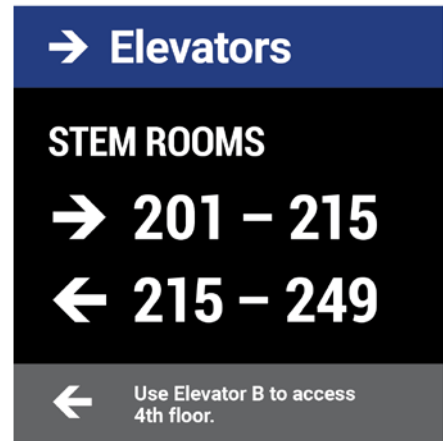 → Elevators
STEM ROOMS
→ 201 – 215
← 215 – 249
← Use Elevator B to access
4th floor.